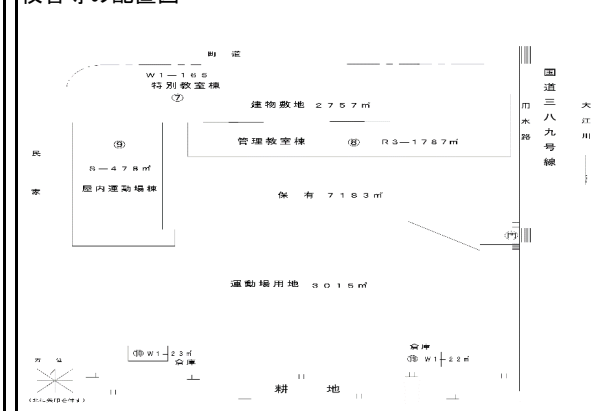 校舎等の配置図
町 道
W1—165
特別教室棟
⑦
建物敷地 2757㎡
⑨
管理教室棟 ⑧ R3—1787㎡
S—478㎡
屋内運動場棟
民家
保 有 7183㎡
用水路
国道三八九号線
大江川
門
運動場用地 3015㎡
⑩ W1—23㎡
倉庫
倉庫
W1—22㎡
方 位
耕 地